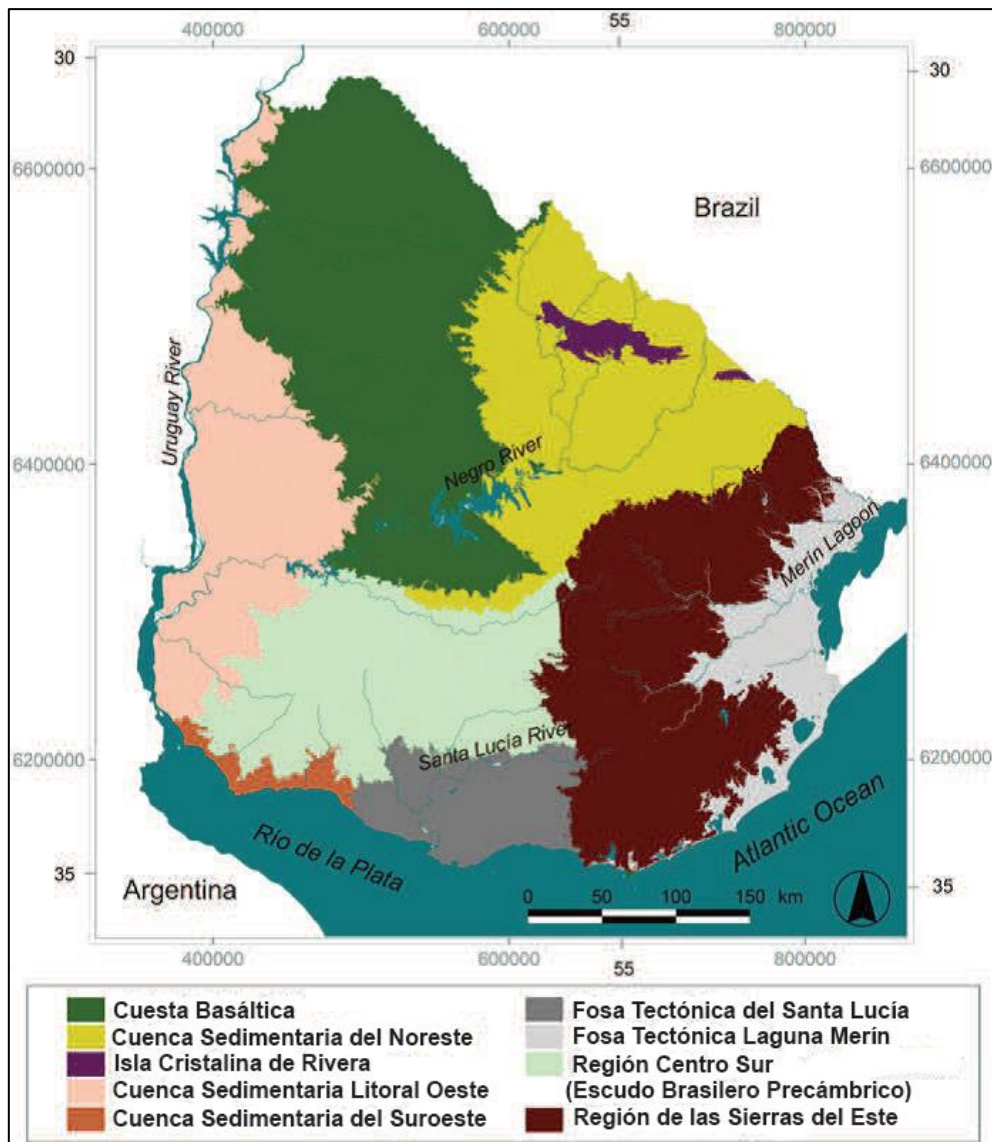 55
400000 600000 800000
30 30
6600000 6600000
Brazil
Uruguay River
Negro River
6400000 6400000
Merín Lagoon
Santa Lucía River
6200000 6200000
Río de la Plata
Atlantic Ocean
35 35
Argentina
0 50 100 150 km
400000 600000 800000
55
Cuesta Basáltica
Cuenca Sedimentaria del Noreste
Isla Cristalina de Rivera
Cuenca Sedimentaria Litoral Oeste
Cuenca Sedimentaria del Suroeste
Fosa Tectónica del Santa Lucía
Fosa Tectónica Laguna Merín
Región Centro Sur
(Escudo Brasilero Precámbrico)
Región de las Sierras del Este